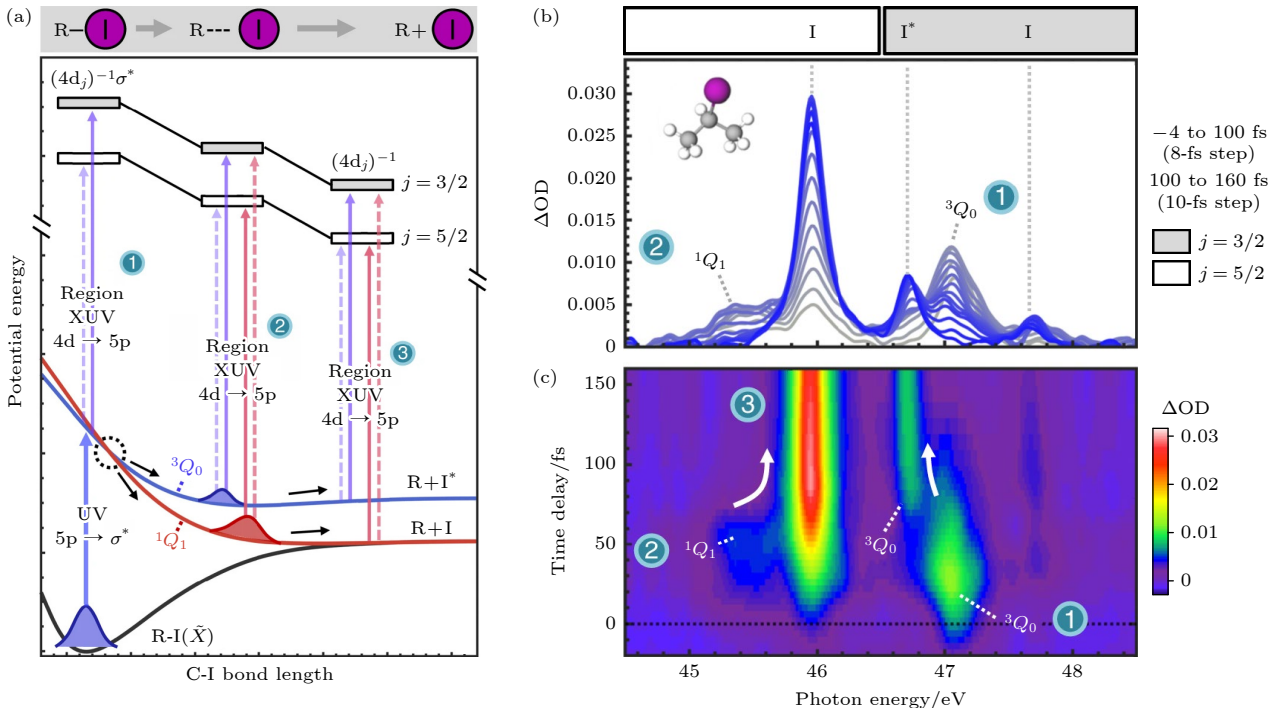 (a)
R–I
R---I
R+I
(4d_j)^{-1}σ*
(4d_j)^{-1}
j = 3/2
j = 5/2
1
Region
XUV
4d → 5p
2
Region
XUV
4d → 5p
3
Region
XUV
4d → 5p
Potential energy
^3Q_0
R+I*
UV
5p → σ*
^1Q_1
R+I
R-I(X̃)
C-I bond length
(b)
I
I*
I
0.030
0.025
0.020
0.015
0.010
0.005
0
ΔOD
1
^3Q_0
2
^1Q_1
−4 to 100 fs
(8-fs step)
100 to 160 fs
(10-fs step)
j = 3/2
j = 5/2
(c)
150
100
50
0
Time delay/fs
3
^1Q_1
2
^3Q_0
^3Q_0
1
45
46
47
48
Photon energy/eV
ΔOD
0.03
0.02
0.01
0